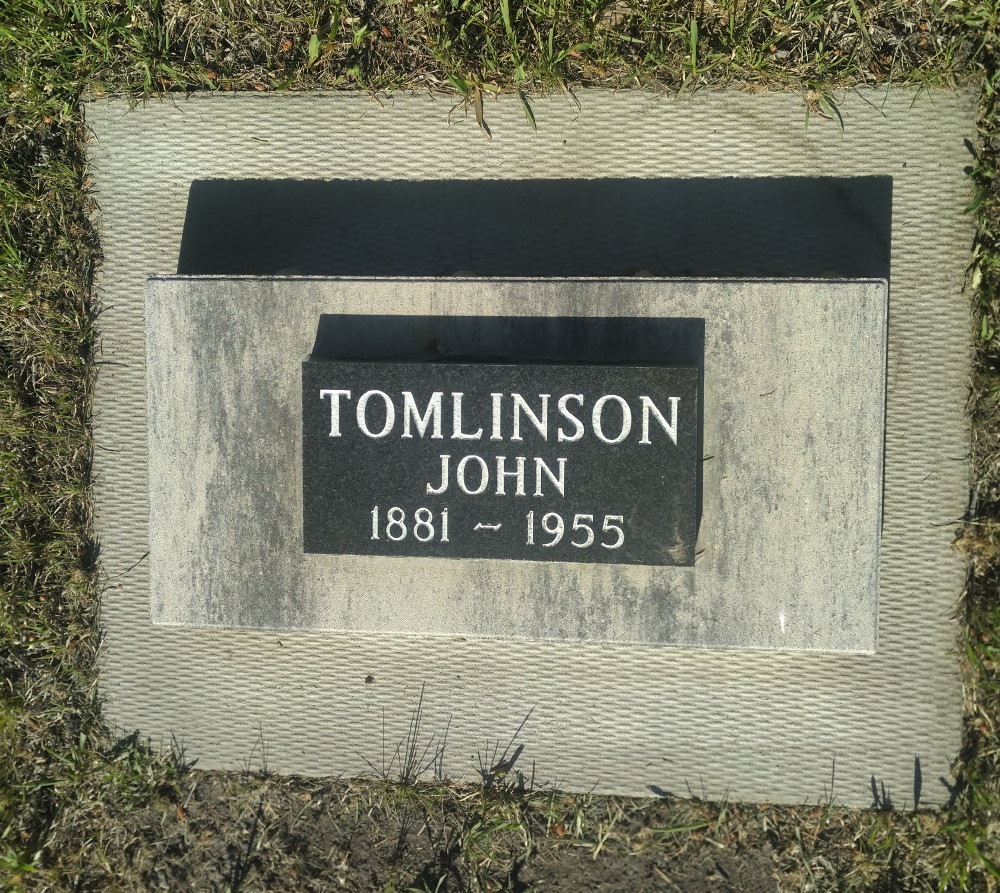 TOMLINSON
JOHN
1881 ~ 1955